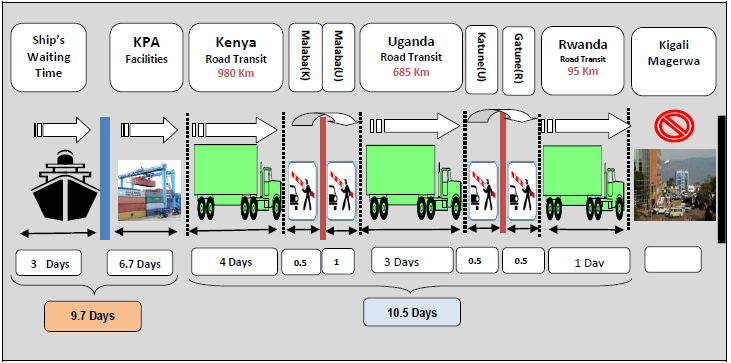 Ship's
Waiting
Time
KPA
Facilities
Kenya
Road Transit
980 Km
Malaba(K)
Malaba(U)
Uganda
Road Transit
685 Km
Katune(U)
Gatune(R)
Rwanda
Road Transit
95 Km
Kigali
Magerwa
3 Days
6.7 Days
4 Days
0.5
1
3 Days
0.5
0.5
1 Dav
9.7 Days
10.5 Days